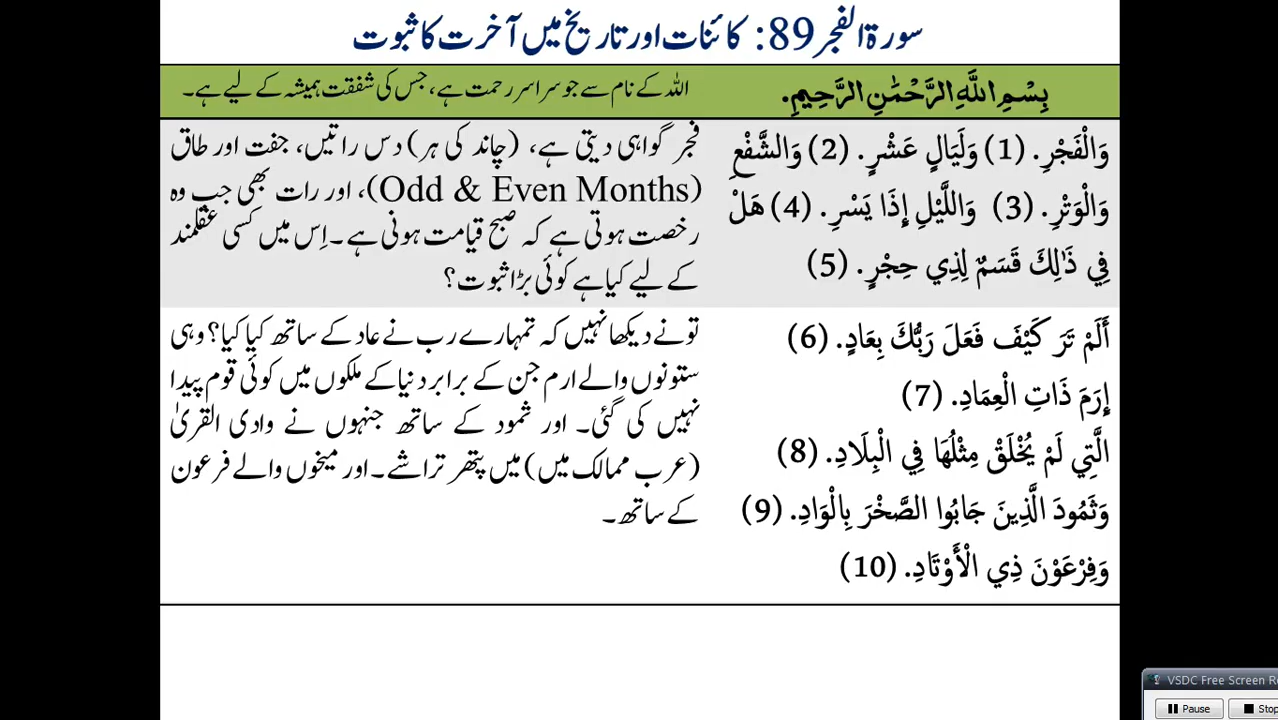 سورۃ الفجر 89: کائنات اور تاریخ میں آخرت کا ثبوت
بِسْمِ اللَّهِ الرَّحْمَٰنِ الرَّحِيمِ.
اللہ کے نام سے جو سراسر رحمت ہے، جس کی شفقت ہمیشہ کے لیے ہے۔
وَالْفَجْرِ. (1) وَلَيَالٍ عَشْرٍ. (2) وَالشَّفْعِ
وَالْوَتْرِ. (3) وَاللَّيْلِ إِذَا يَسْرِ. (4) هَلْ
فِي ذَٰلِكَ قَسَمٌ لِذِي حِجْرٍ. (5)
فجر گواہی دیتی ہے، (چاند کی ہر) دس راتیں، جفت اور طاق
(Odd & Even Months)، اور رات بھی جب وہ
رخصت ہوتی ہے کہ صبح قیامت ہونی ہے۔ اِس میں کسی عقلمند
کے لیے کیا ہے کوئی بڑا ثبوت؟
أَلَمْ تَرَ كَيْفَ فَعَلَ رَبُّكَ بِعَادٍ. (6)
إِرَمَ ذَاتِ الْعِمَادِ. (7)
الَّتِي لَمْ يُخْلَقْ مِثْلُهَا فِي الْبِلَادِ. (8)
وَثَمُودَ الَّذِينَ جَابُوا الصَّخْرَ بِالْوَادِ. (9)
وَفِرْعَوْنَ ذِي الْأَوْتَادِ. (10)
تو نے دیکھا نہیں کہ تمہارے رب نے عاد کے ساتھ کیا کیا؟ وہی
ستونوں والے ارم جن کے برابر دنیا کے ملکوں میں کوئی قوم پیدا
نہیں کی گئی۔ اور ثمود کے ساتھ جنہوں نے وادی القریٰ
(عرب ممالک میں) میں پتھر تراشے۔ اور میخوں والے فرعون
کے ساتھ۔
VSDC Free Screen Re
Pause
Stop